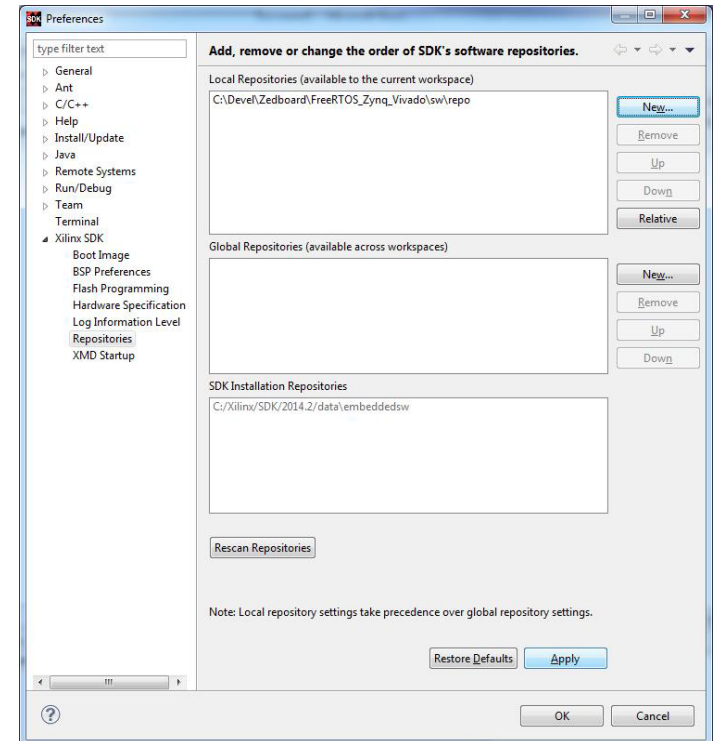 SDK Preferences
type filter text
Add, remove or change the order of SDK's software repositories.
General
Ant
C/C++
Help
Install/Update
Java
Remote Systems
Run/Debug
Team
Terminal
Xilinx SDK
Boot Image
BSP Preferences
Flash Programming
Hardware Specification
Log Information Level
Repositories
XMD Startup
Local Repositories (available to the current workspace)
C:\Devel\Zedboard\FreeRTOS_Zynq_Vivado\sw\repo
New...
Remove
Up
Down
Relative
Global Repositories (available across workspaces)
New...
Remove
Up
Down
SDK Installation Repositories
C:/Xilinx/SDK/2014.2/data\embeddedsw
Rescan Repositories
Note: Local repository settings take precedence over global repository settings.
Restore Defaults
Apply
?
OK
Cancel